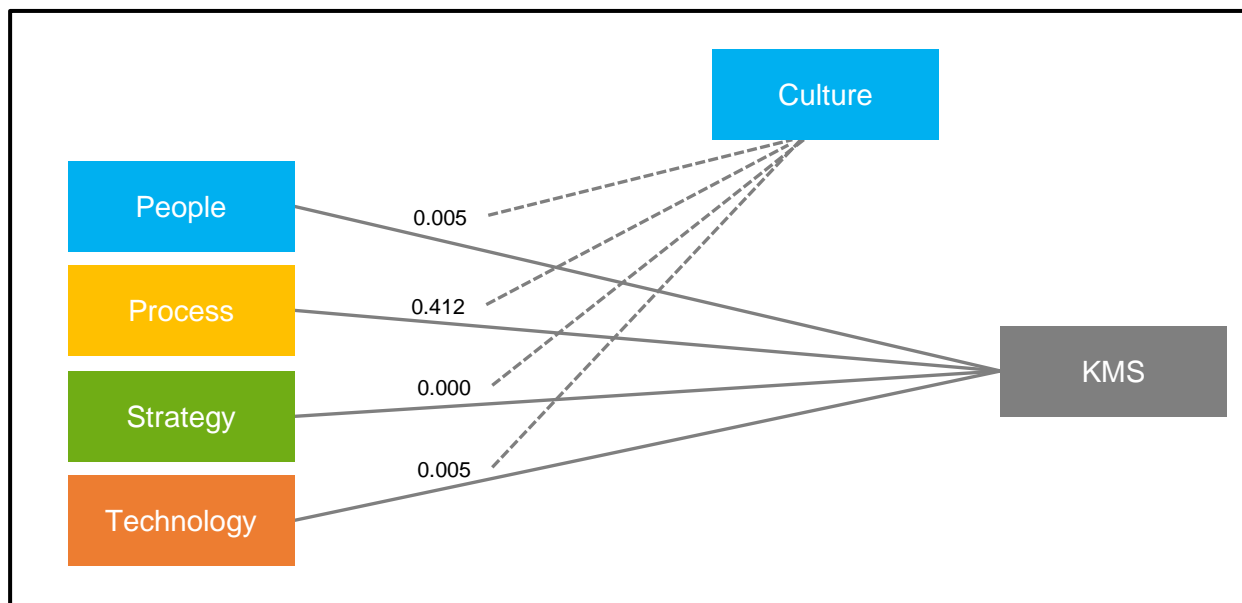 Culture
People
0.005
Process
0.412
KMS
Strategy
0.000
0.005
Technology